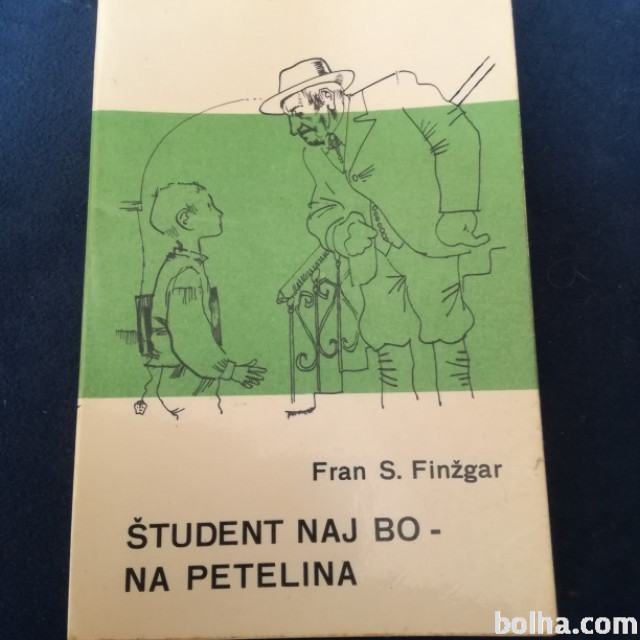 Fran S. Finžgar
ŠTUDENT NAJ BO -
NA PETELINA
bolha.com